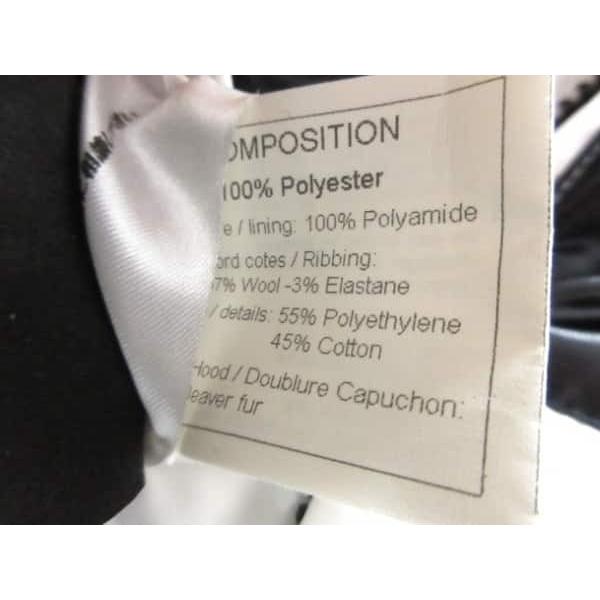 OMPOSITION
100% Polyester
e / lining: 100% Polyamide
ord cotes / Ribbing:
7% Wool -3% Elastane
/ details: 55% Polyethylene
45% Cotton
Hood / Doublure Capuchon:
eaver fur